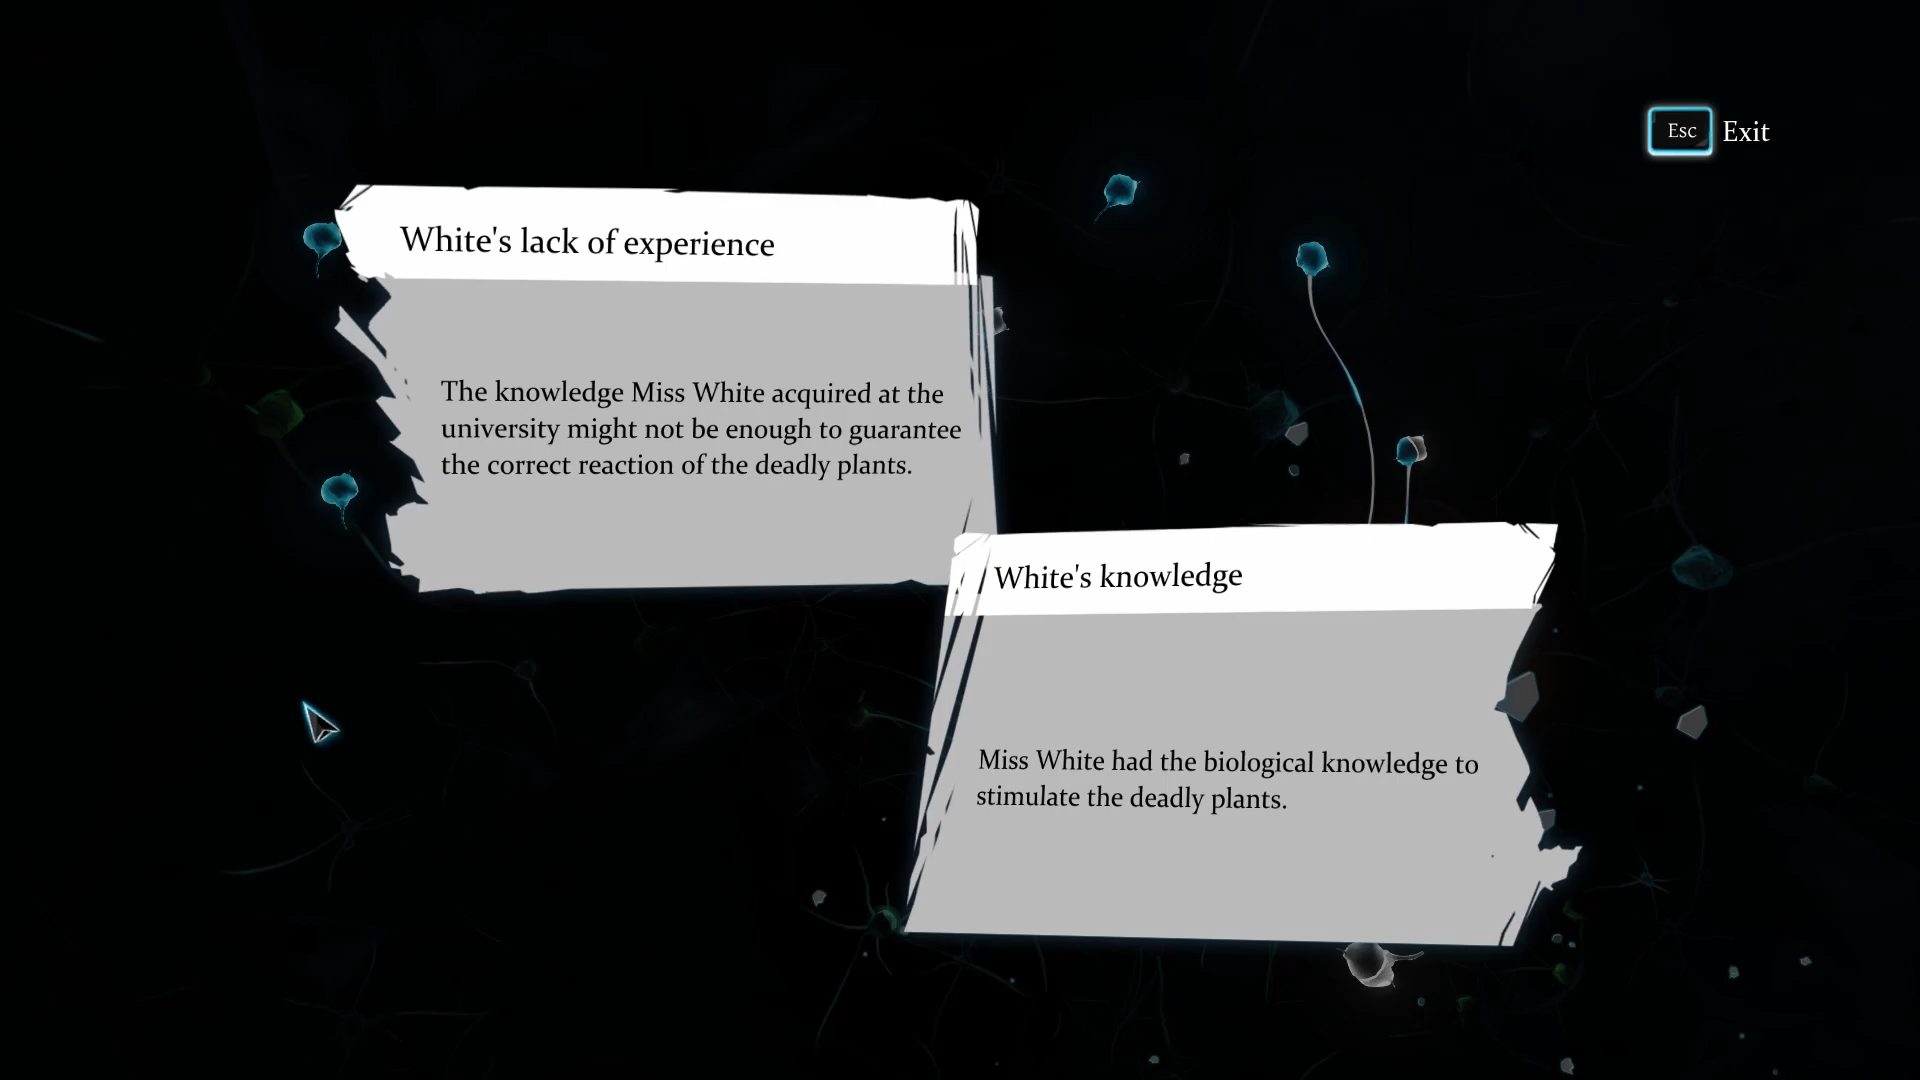 Esc Exit
White's lack of experience
The knowledge Miss White acquired at the
university might not be enough to guarantee
the correct reaction of the deadly plants.
White's knowledge
Miss White had the biological knowledge to
stimulate the deadly plants.